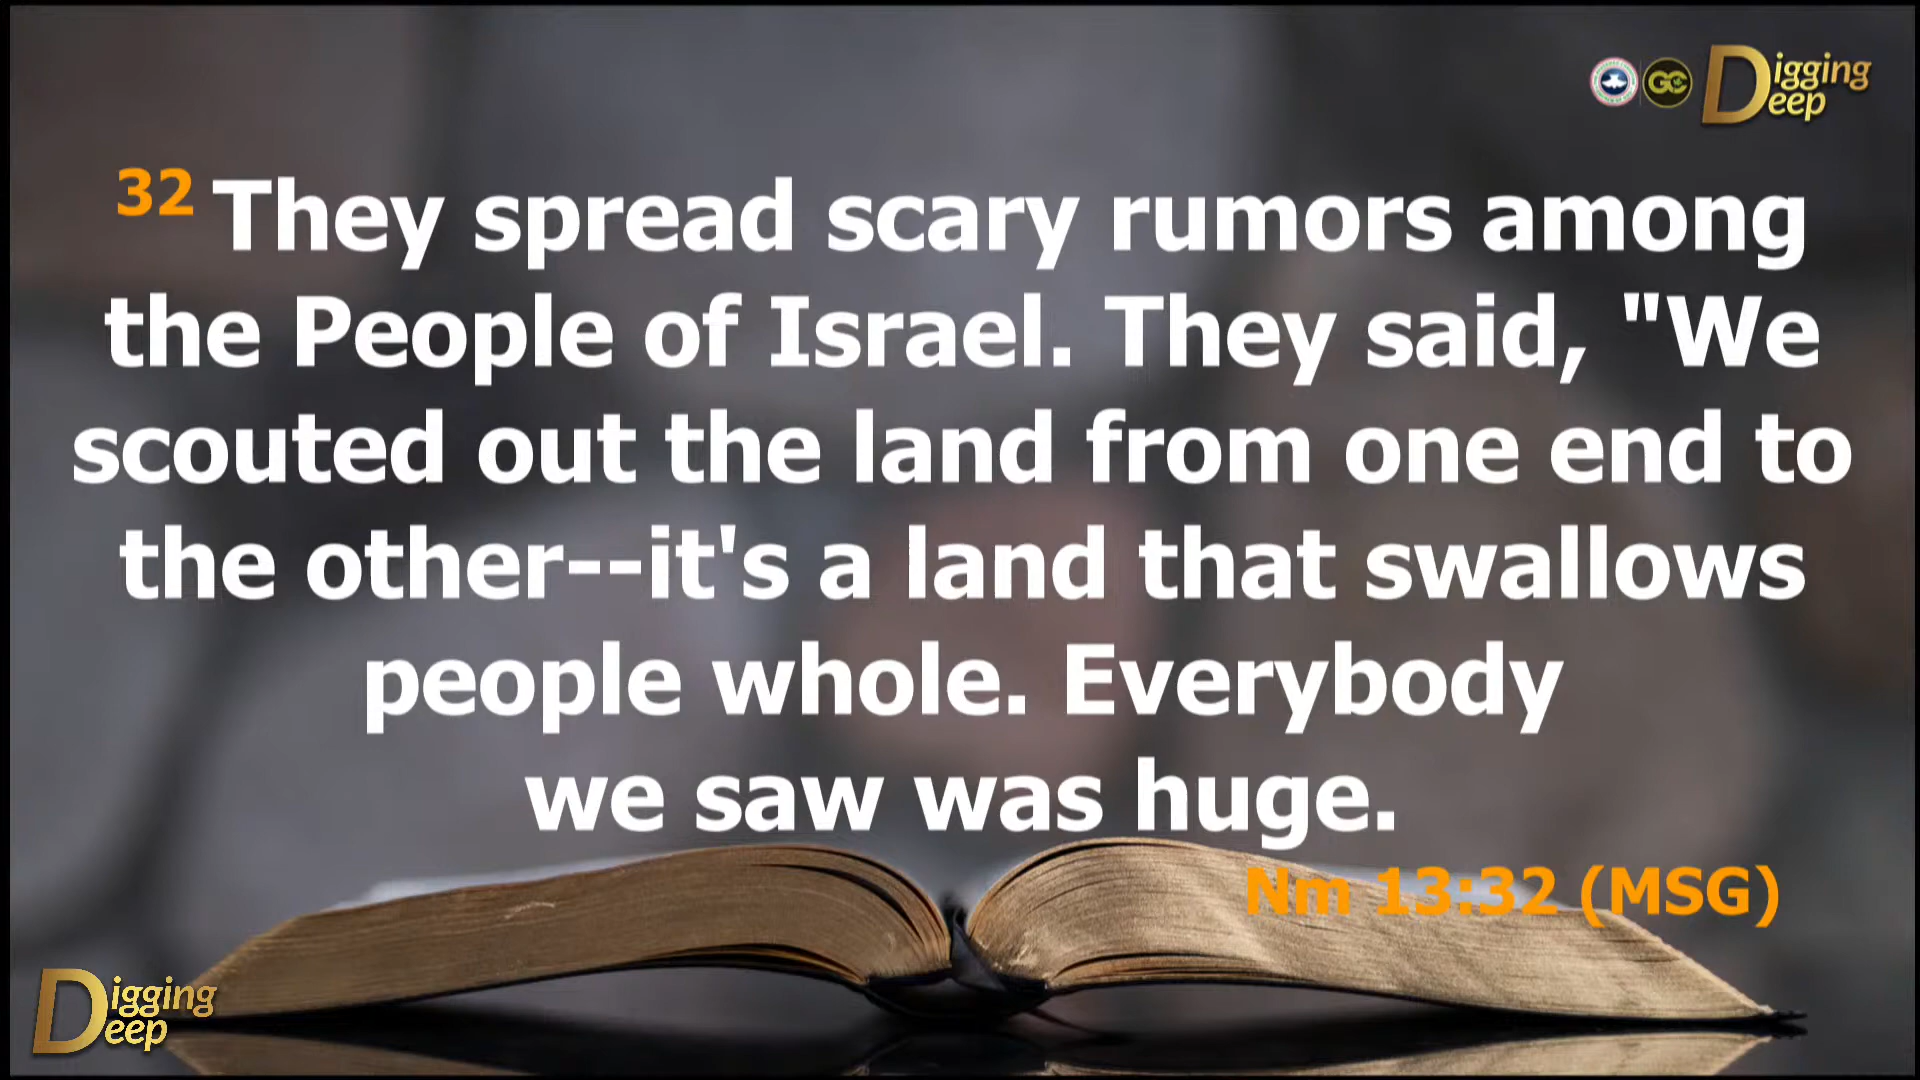 GC Digging
Deep
32 They spread scary rumors among
the People of Israel. They said, "We
scouted out the land from one end to
the other--it's a land that swallows
people whole. Everybody
we saw was huge.
Nm 13:32 (MSG)
Digging
Deep